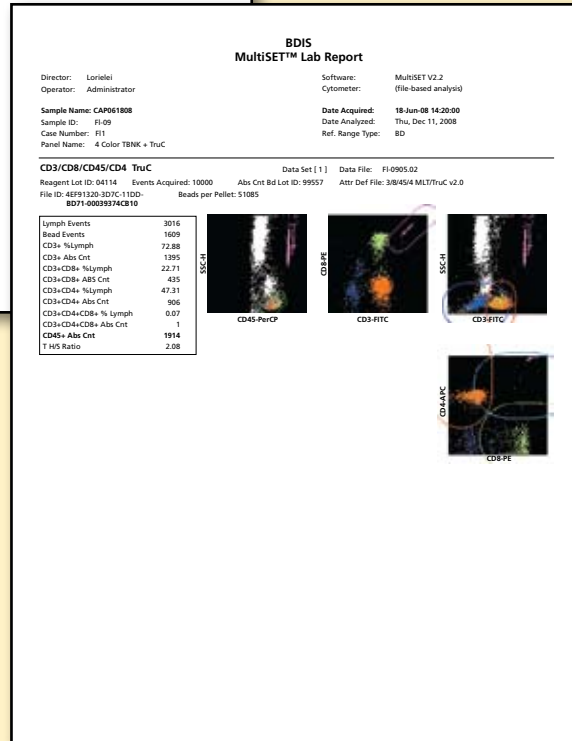 BDIS
MultiSET™ Lab Report
Director: Lorielei
Operator: Administrator
Software: MultiSET V2.2
Cytometer: (file-based analysis)
Sample Name: CAP061808
Sample ID: FI-09
Case Number: FI1
Panel Name: 4 Color TBNK + TruC
Date Acquired: 18-Jun-08 14:20:00
Date Analyzed: Thu, Dec 11, 2008
Ref. Range Type: BD
CD3/CD8/CD45/CD4 TruC Data Set [ 1 ] Data File: FI-0905.02
Reagent Lot ID: 04114 Events Acquired: 10000 Abs Cnt Bd Lot ID: 99557 Attr Def File: 3/8/45/4 MLT/TruC v2.0
File ID: 4EF91320-3D7C-11DD- Beads per Pellet: 51085
BD71-00039374CB10
Lymph Events 3016
Bead Events 1609
CD3+ %Lymph 72.88
CD3+ Abs Cnt 1395
CD3+CD8+ %Lymph 22.71
CD3+CD8+ ABS Cnt 435
CD3+CD4+ %Lymph 47.31
CD3+CD4+ Abs Cnt 906
CD3+CD4+CD8+ % Lymph 0.07
CD3+CD4+CD8+ Abs Cnt 1
CD45+ Abs Cnt 1914
T H/S Ratio 2.08
SSC-H
CD45-PerCP
CD8-PE
CD3-FITC
SSC-H
CD3-FITC
CD4-APC
CD8-PE